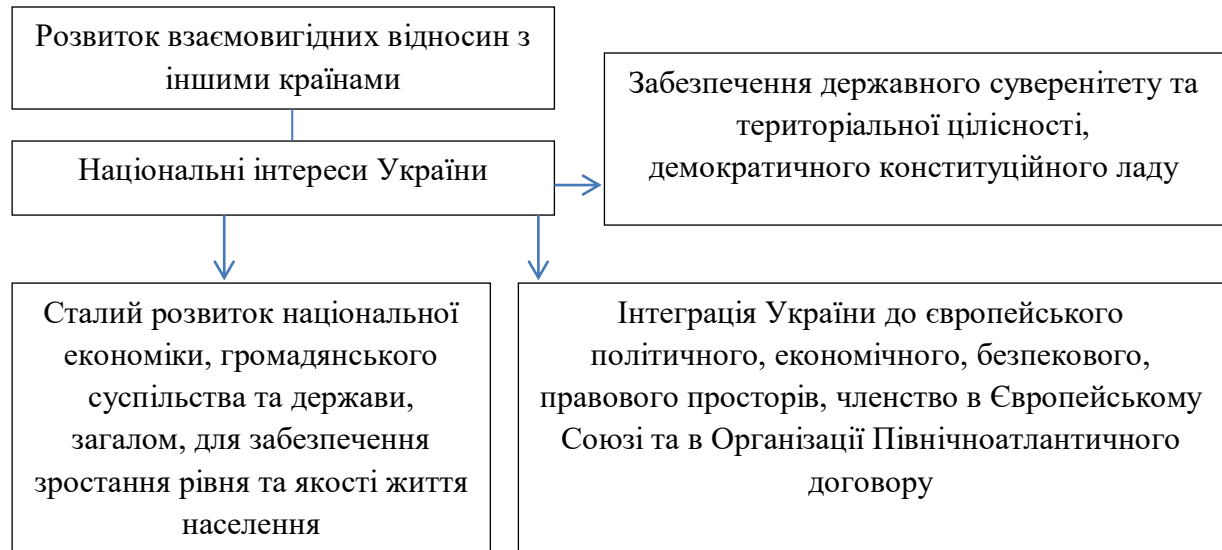 Розвиток взаємовигідних відносин з
іншими країнами
Забезпечення державного суверенітету та
територіальної цілісності,
демократичного конституційного ладу
Національні інтереси України
Сталий розвиток національної
економіки, громадянського
суспільства та держави,
загалом, для забезпечення
зростання рівня та якості життя
населення
Інтеграція України до європейського
політичного, економічного, безпекового,
правового просторів, членство в Європейському
Союзі та в Організації Північноатлантичного
договору